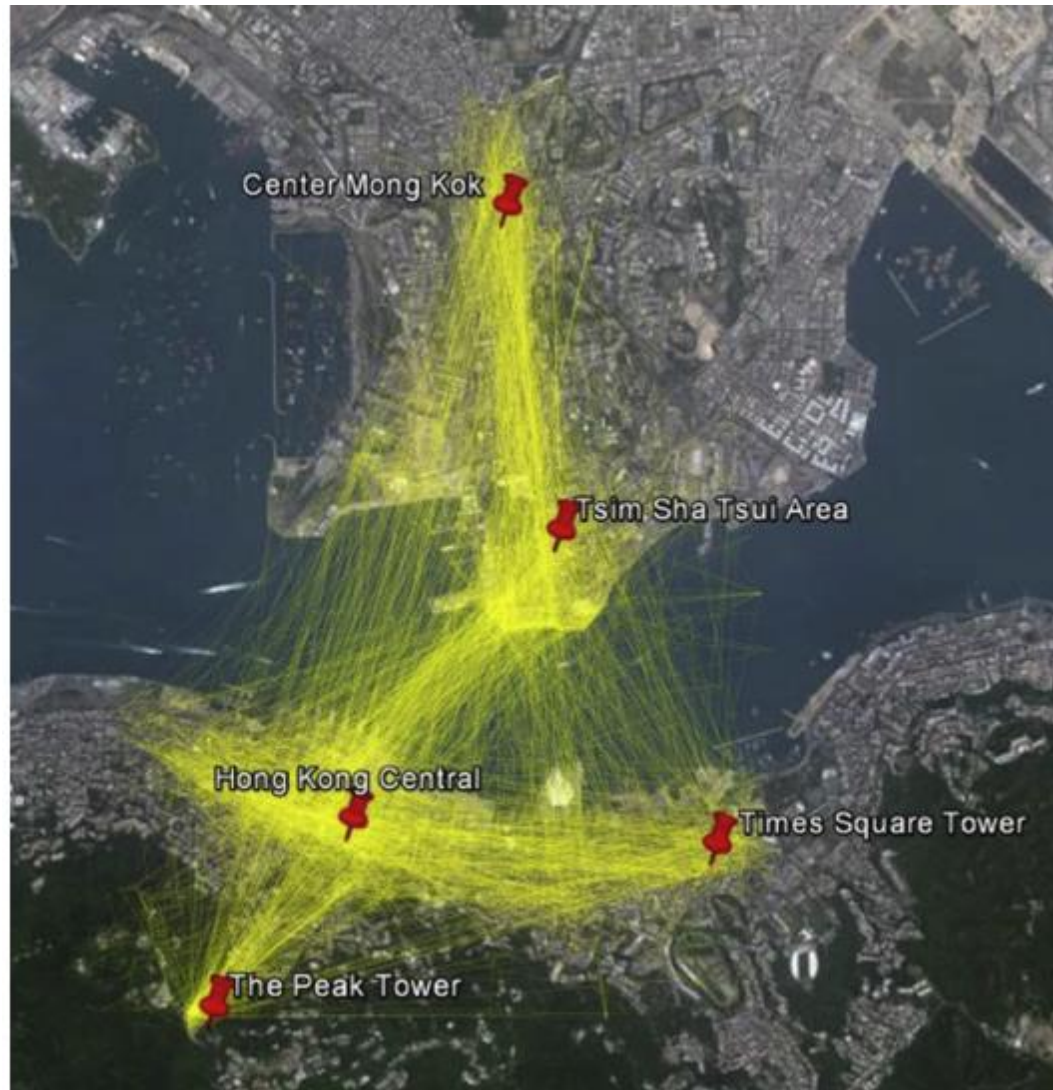 Center Mong Kok
Tsim Sha Tsui Area
Hong Kong Central
Times Square Tower
The Peak Tower